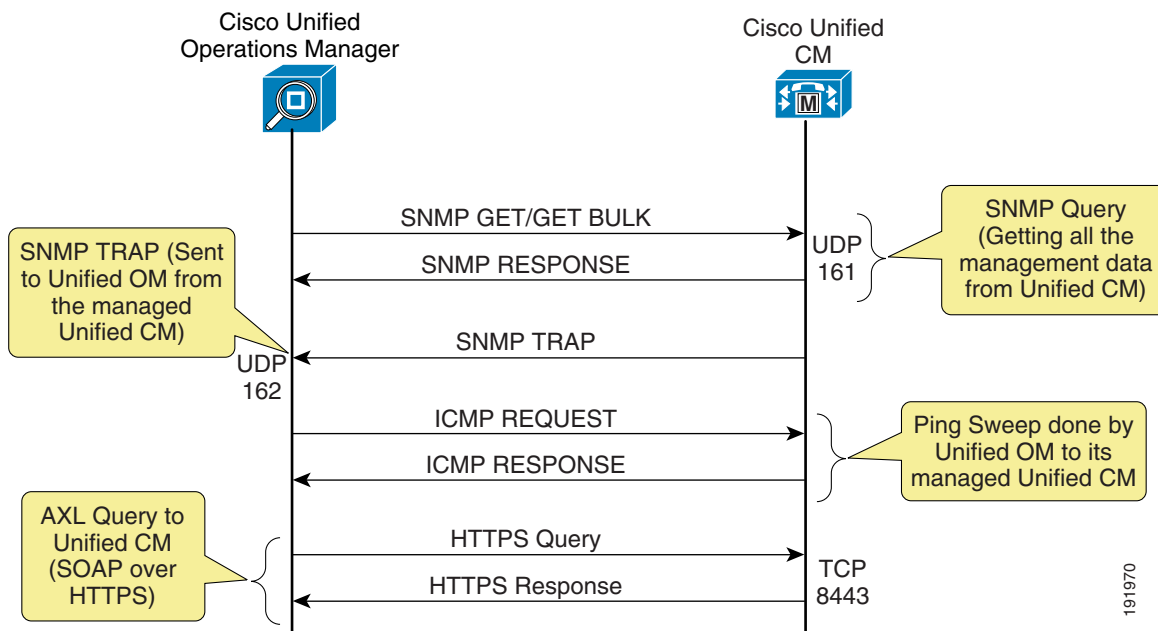 Cisco Unified
Operations Manager
Cisco Unified
CM
M
SNMP GET/GET BULK
SNMP Query
(Getting all the
management data
from Unified CM)
UDP
161
SNMP TRAP (Sent
to Unified OM from
the managed
Unified CM)
SNMP RESPONSE
SNMP TRAP
UDP
162
ICMP REQUEST
Ping Sweep done by
Unified OM to its
managed Unified CM
ICMP RESPONSE
AXL Query to
Unified CM
(SOAP over
HTTPS)
HTTPS Query
TCP
8443
HTTPS Response
191970